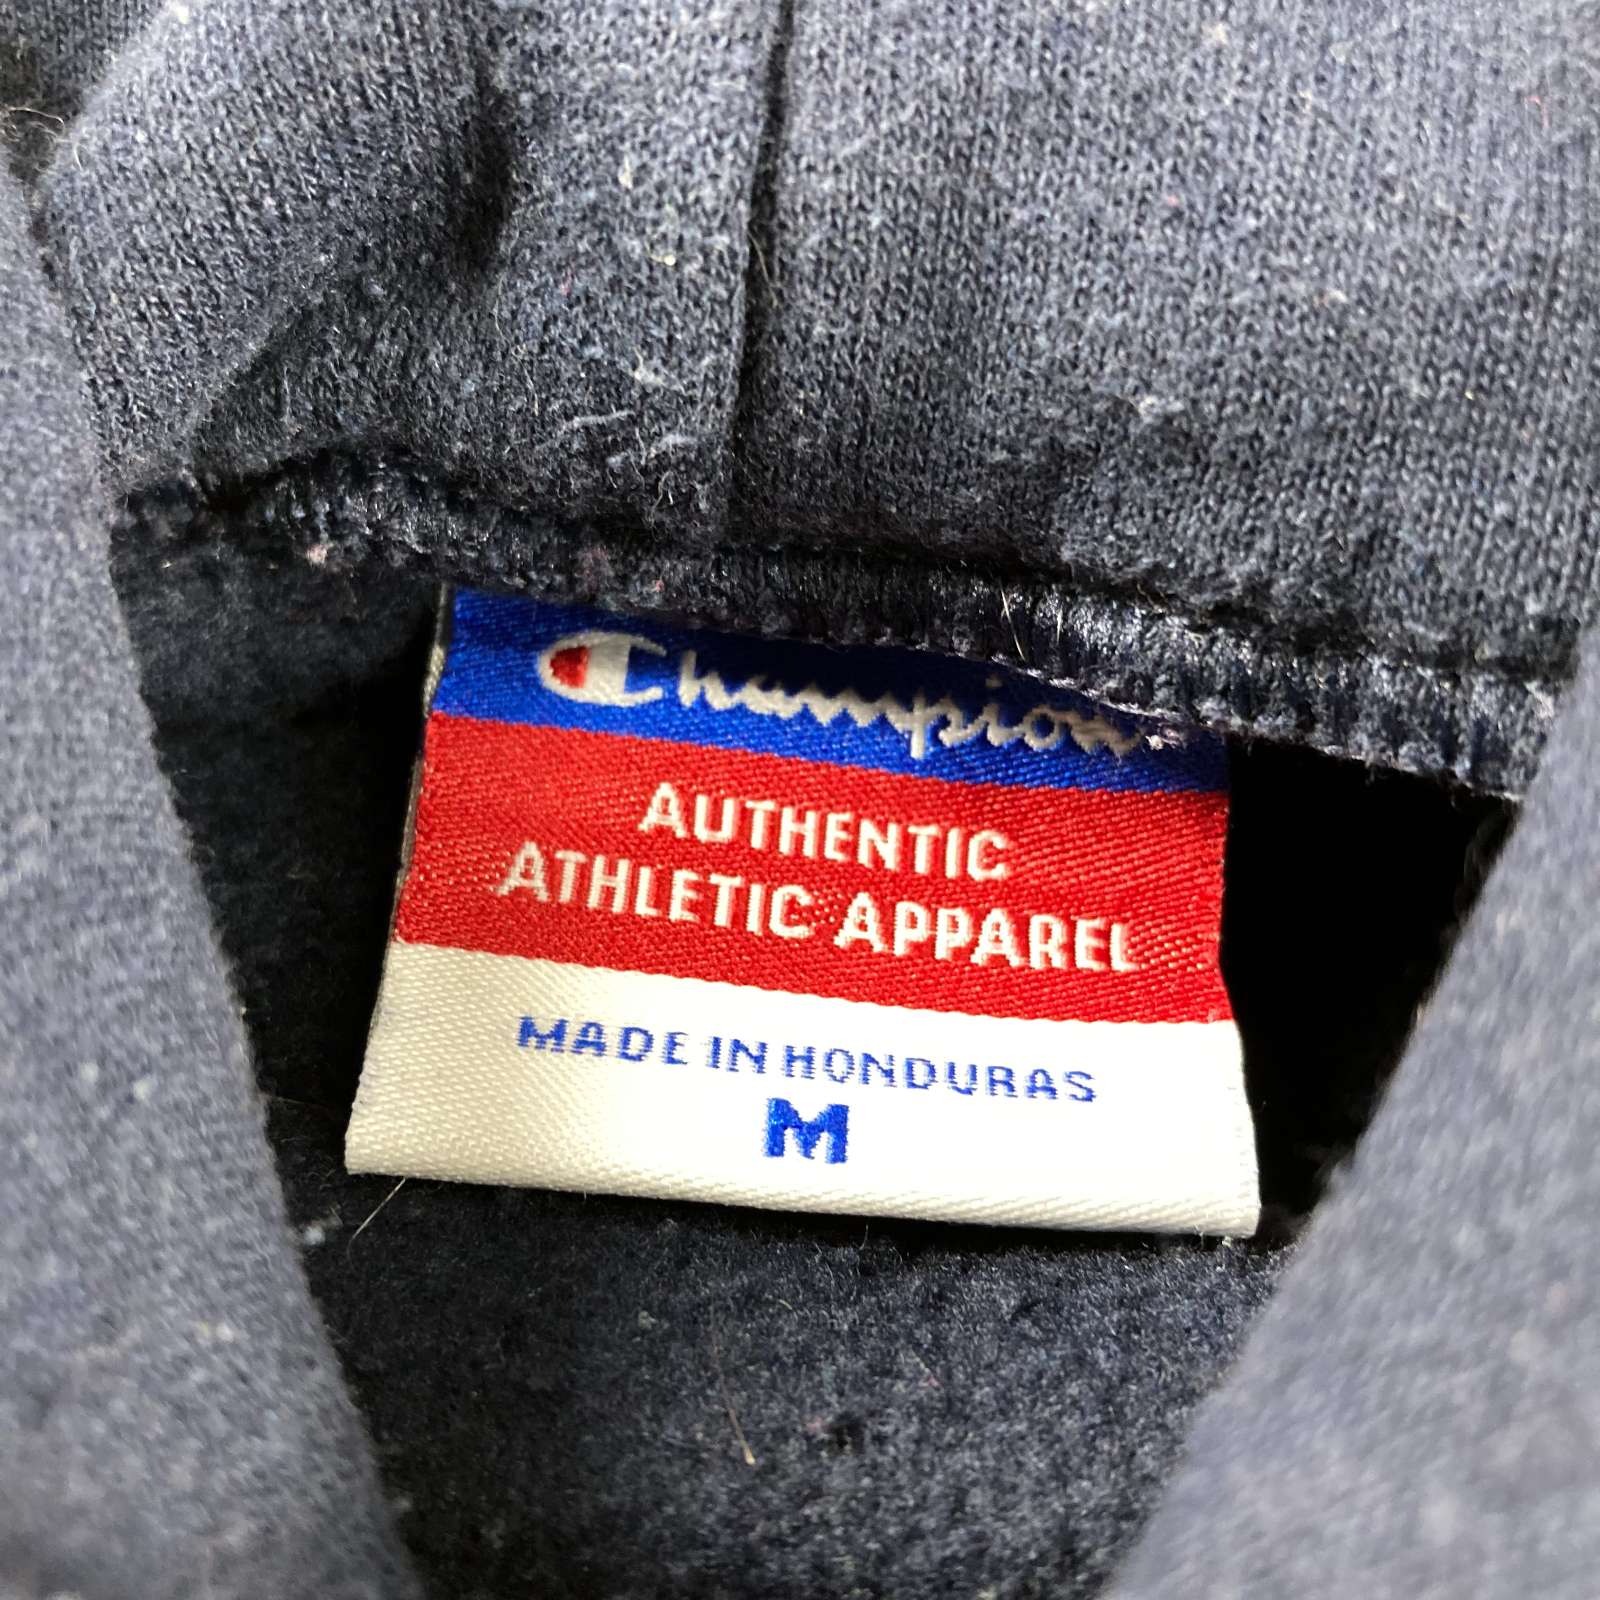 Champion
AUTHENTIC
ATHLETIC APPAREL
MADE IN HONDURAS
M